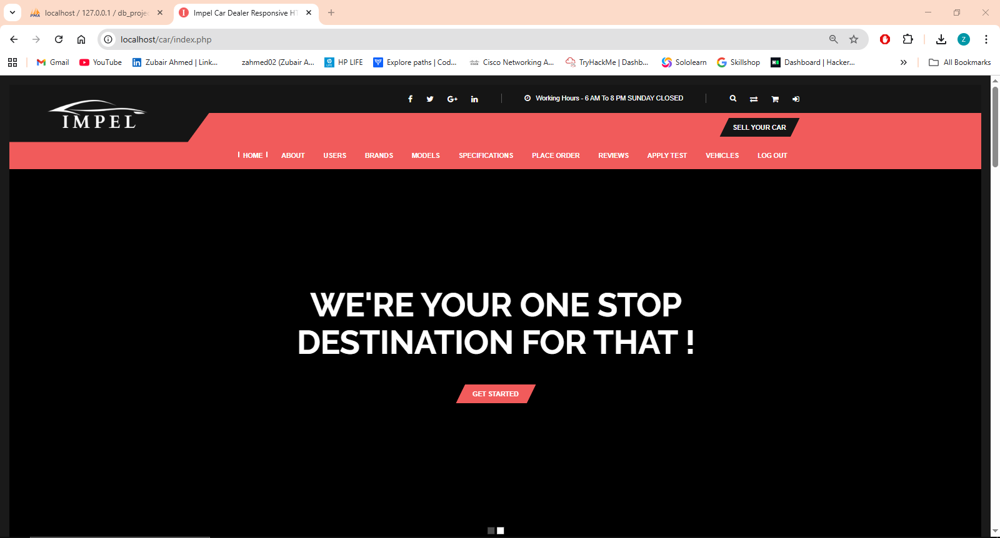 localhost / 127.0.0.1 / db_projec
Impel Car Dealer Responsive HT
localhost/car/index.php
Gmail
YouTube
Zubair Ahmed | Link...
zahmed02 (Zubair A...
HP LIFE
Explore paths | Cod...
Cisco Networking A...
TryHackMe | Dashb...
Sololearn
Skillshop
Dashboard | Hacker...
All Bookmarks
IMPEL
Working Hours - 6 AM To 8 PM SUNDAY CLOSED
SELL YOUR CAR
HOME
ABOUT
USERS
BRANDS
MODELS
SPECIFICATIONS
PLACE ORDER
REVIEWS
APPLY TEST
VEHICLES
LOG OUT
WE'RE YOUR ONE STOP
DESTINATION FOR THAT !
GET STARTED